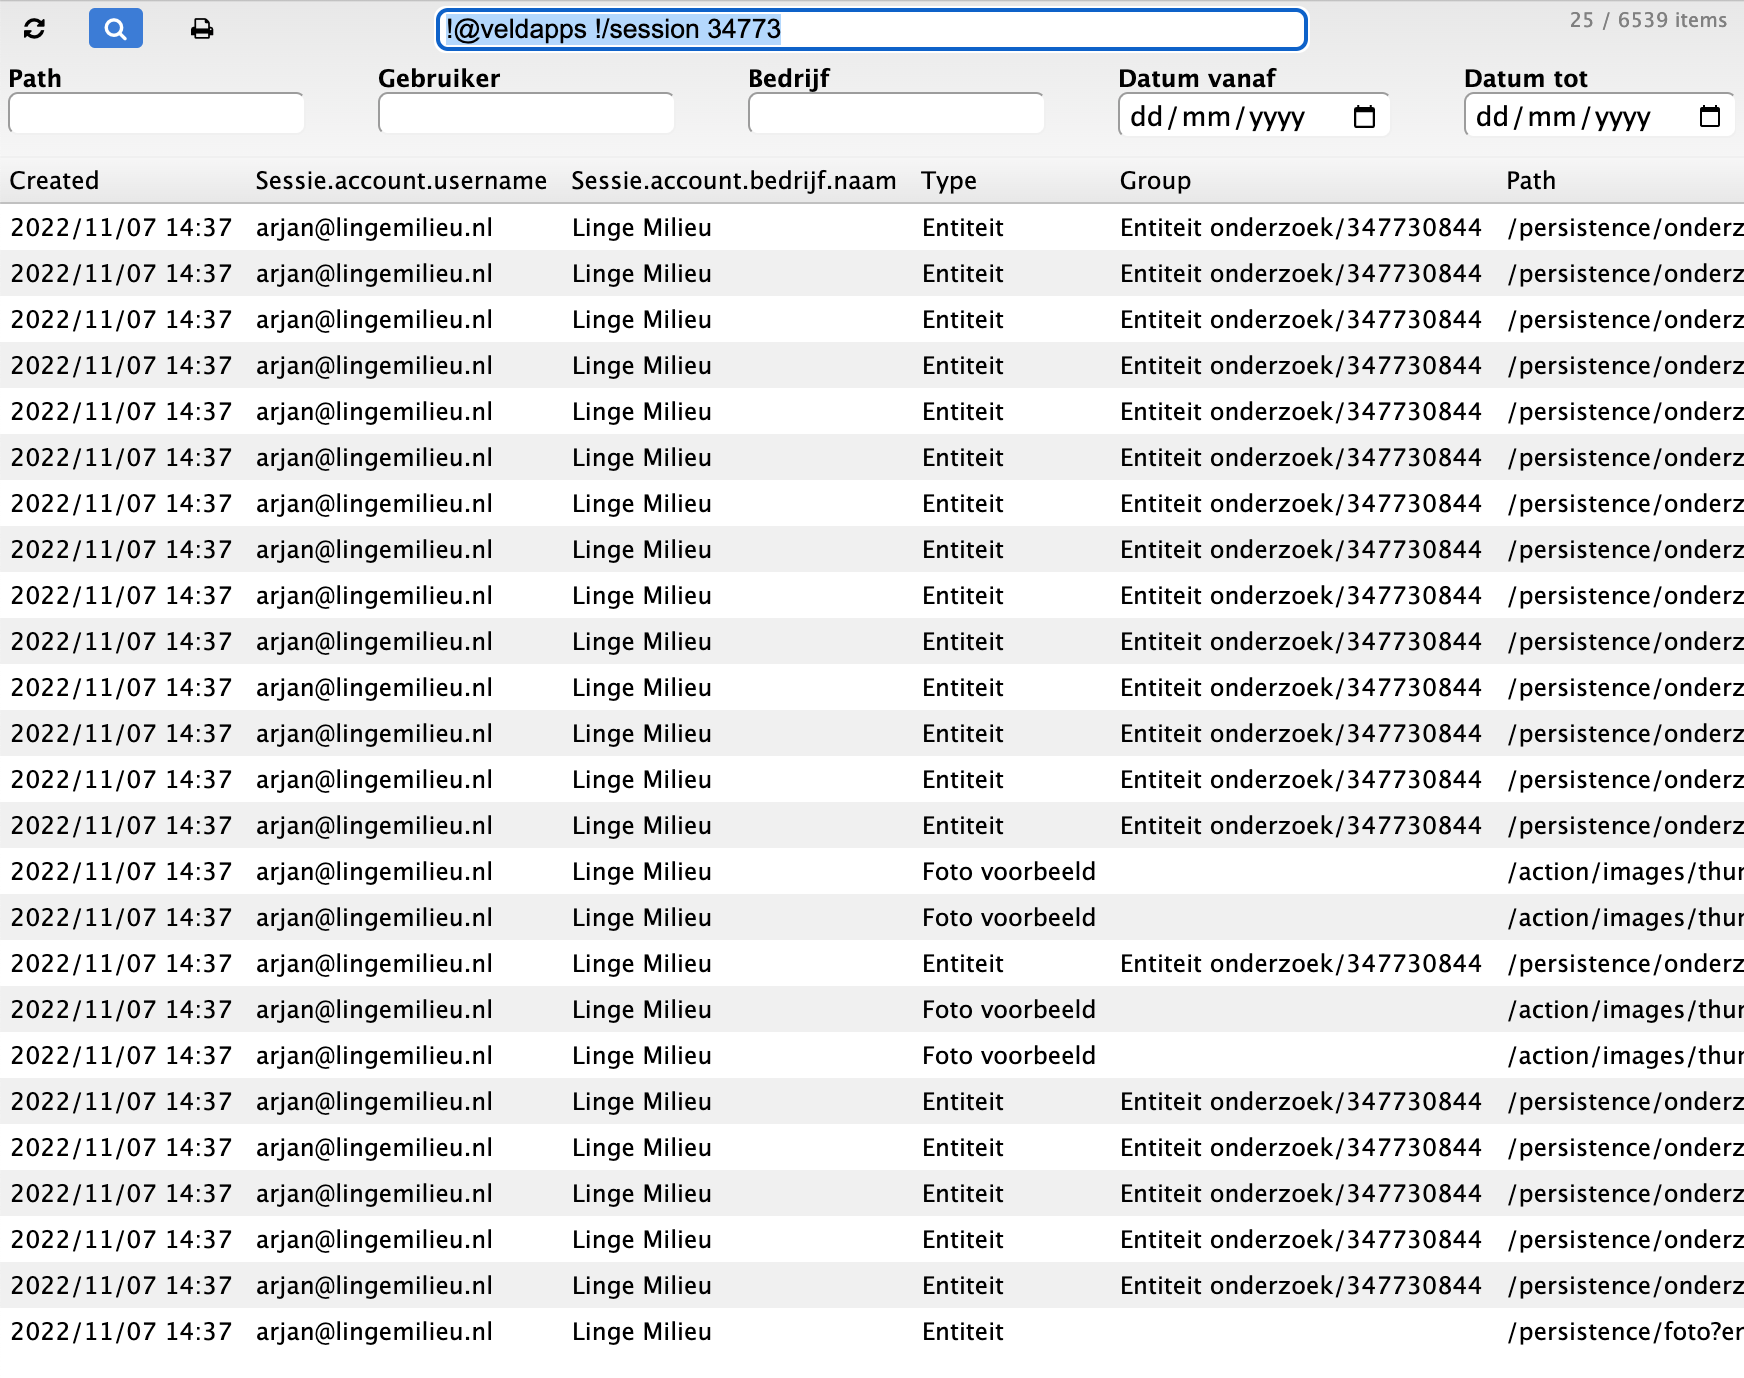 !@veldapps !/session 34773
25 / 6539 items
Path Gebruiker Bedrijf Datum vanaf Datum tot
dd/mm/yyyy dd/mm/yyyy
Created Sessie.account.username Sessie.account.bedrijf.naam Type Group Path
2022/11/07 14:37 arjan@lingemilieu.nl Linge Milieu Entiteit Entiteit onderzoek/347730844 /persistence/onderz
2022/11/07 14:37 arjan@lingemilieu.nl Linge Milieu Entiteit Entiteit onderzoek/347730844 /persistence/onderz
2022/11/07 14:37 arjan@lingemilieu.nl Linge Milieu Entiteit Entiteit onderzoek/347730844 /persistence/onderz
2022/11/07 14:37 arjan@lingemilieu.nl Linge Milieu Entiteit Entiteit onderzoek/347730844 /persistence/onderz
2022/11/07 14:37 arjan@lingemilieu.nl Linge Milieu Entiteit Entiteit onderzoek/347730844 /persistence/onderz
2022/11/07 14:37 arjan@lingemilieu.nl Linge Milieu Entiteit Entiteit onderzoek/347730844 /persistence/onderz
2022/11/07 14:37 arjan@lingemilieu.nl Linge Milieu Entiteit Entiteit onderzoek/347730844 /persistence/onderz
2022/11/07 14:37 arjan@lingemilieu.nl Linge Milieu Entiteit Entiteit onderzoek/347730844 /persistence/onderz
2022/11/07 14:37 arjan@lingemilieu.nl Linge Milieu Entiteit Entiteit onderzoek/347730844 /persistence/onderz
2022/11/07 14:37 arjan@lingemilieu.nl Linge Milieu Entiteit Entiteit onderzoek/347730844 /persistence/onderz
2022/11/07 14:37 arjan@lingemilieu.nl Linge Milieu Entiteit Entiteit onderzoek/347730844 /persistence/onderz
2022/11/07 14:37 arjan@lingemilieu.nl Linge Milieu Entiteit Entiteit onderzoek/347730844 /persistence/onderz
2022/11/07 14:37 arjan@lingemilieu.nl Linge Milieu Entiteit Entiteit onderzoek/347730844 /persistence/onderz
2022/11/07 14:37 arjan@lingemilieu.nl Linge Milieu Entiteit Entiteit onderzoek/347730844 /persistence/onderz
2022/11/07 14:37 arjan@lingemilieu.nl Linge Milieu Foto voorbeeld /action/images/thur
2022/11/07 14:37 arjan@lingemilieu.nl Linge Milieu Foto voorbeeld /action/images/thur
2022/11/07 14:37 arjan@lingemilieu.nl Linge Milieu Entiteit Entiteit onderzoek/347730844 /persistence/onderz
2022/11/07 14:37 arjan@lingemilieu.nl Linge Milieu Foto voorbeeld /action/images/thur
2022/11/07 14:37 arjan@lingemilieu.nl Linge Milieu Foto voorbeeld /action/images/thur
2022/11/07 14:37 arjan@lingemilieu.nl Linge Milieu Entiteit Entiteit onderzoek/347730844 /persistence/onderz
2022/11/07 14:37 arjan@lingemilieu.nl Linge Milieu Entiteit Entiteit onderzoek/347730844 /persistence/onderz
2022/11/07 14:37 arjan@lingemilieu.nl Linge Milieu Entiteit Entiteit onderzoek/347730844 /persistence/onderz
2022/11/07 14:37 arjan@lingemilieu.nl Linge Milieu Entiteit Entiteit onderzoek/347730844 /persistence/onderz
2022/11/07 14:37 arjan@lingemilieu.nl Linge Milieu Entiteit Entiteit onderzoek/347730844 /persistence/onderz
2022/11/07 14:37 arjan@lingemilieu.nl Linge Milieu Entiteit /persistence/foto?er